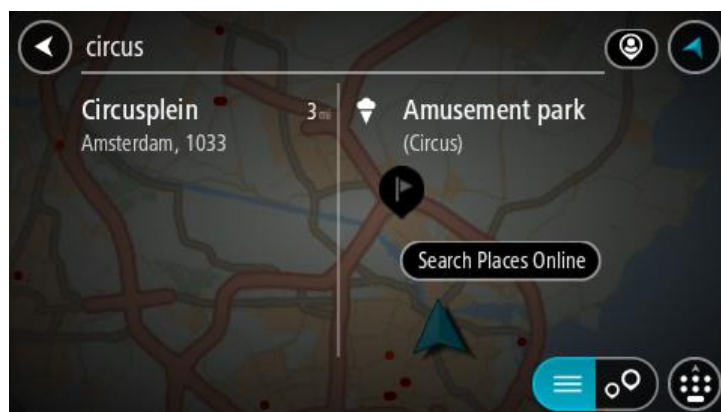 circus
Circusplein
3 mi
Amsterdam, 1033
Amusement park
(Circus)
Search Places Online